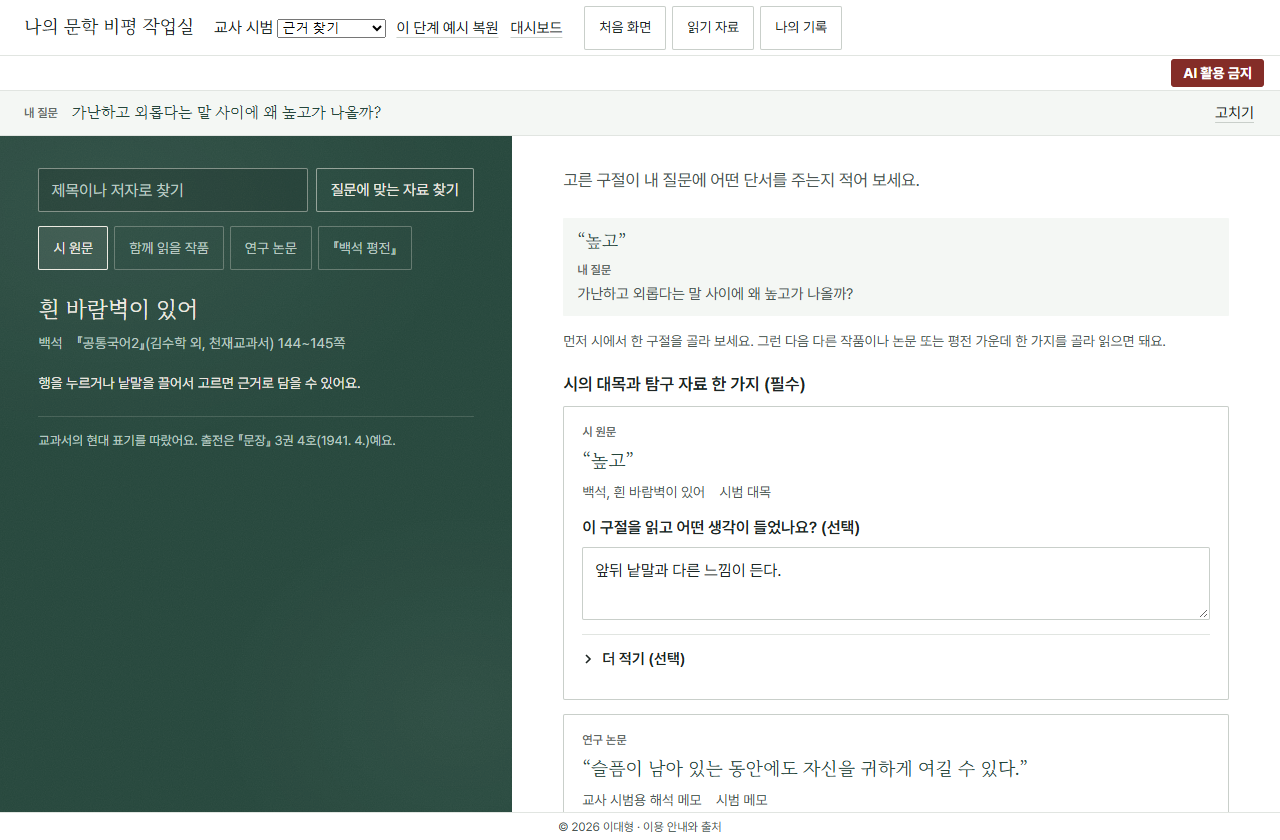 나의 문학 비평 작업실
교사 시범 근거 찾기 이 단계 예시 복원 대시보드 처음 화면 읽기 자료 나의 기록
AI 활용 금지
내 질문 가난하고 외롭다는 말 사이에 왜 높고가 나올까? 고치기
제목이나 저자로 찾기 질문에 맞는 자료 찾기
시 원문 함께 읽을 작품 연구 논문 『백석 평전』
흰 바람벽이 있어
백석 『공통국어2』(김수학 외, 천재교과서) 144~145쪽
행을 누르거나 낱말을 끌어서 고르면 근거로 담을 수 있어요.
교과서의 현대 표기를 따랐어요. 출전은 『문장』 3권 4호(1941. 4.)예요.
고른 구절이 내 질문에 어떤 단서를 주는지 적어 보세요.
“높고”
내 질문
가난하고 외롭다는 말 사이에 왜 높고가 나올까?
먼저 시에서 한 구절을 골라 보세요. 그런 다음 다른 작품이나 논문 또는 평전 가운데 한 가지를 골라 읽으면 돼요.
시의 대목과 탐구 자료 한 가지 (필수)
시 원문
“높고”
백석, 흰 바람벽이 있어 시범 대목
이 구절을 읽고 어떤 생각이 들었나요? (선택)
앞뒤 낱말과 다른 느낌이 든다.
더 적기 (선택)
연구 논문
“슬픔이 남아 있는 동안에도 자신을 귀하게 여길 수 있다.”
교사 시범용 해석 메모 시범 메모
© 2026 이대형 · 이용 안내와 출처